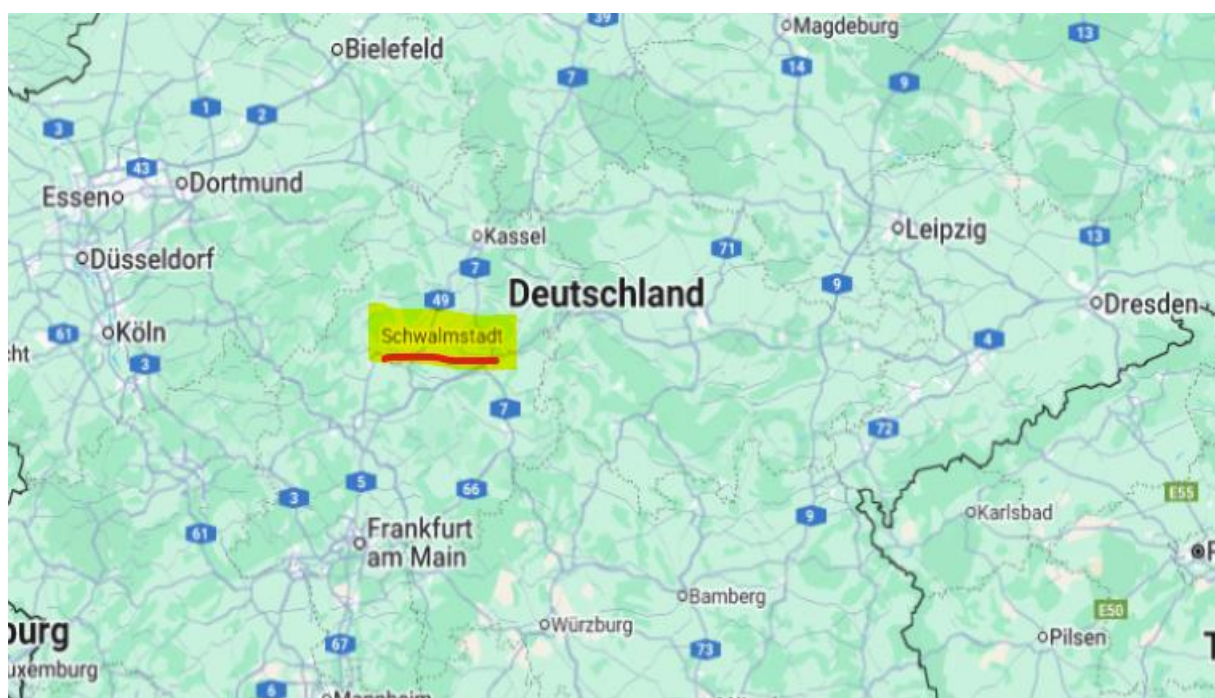 39
Magdeburg
13
Bielefeld
7
14
9
1
2
3
43
Dortmund
Essen
Kassel
Leipzig
71
13
Düsseldorf
7
9
Deutschland
49
Dresden
61
Köln
Schwalmstadt
4
cht
3
7
72
5
66
3
E55
9
Karlsbad
61
Frankfurt
am Main
Bamberg
E50
burg
Würzburg
Pilsen
67
73
uxemburg
6